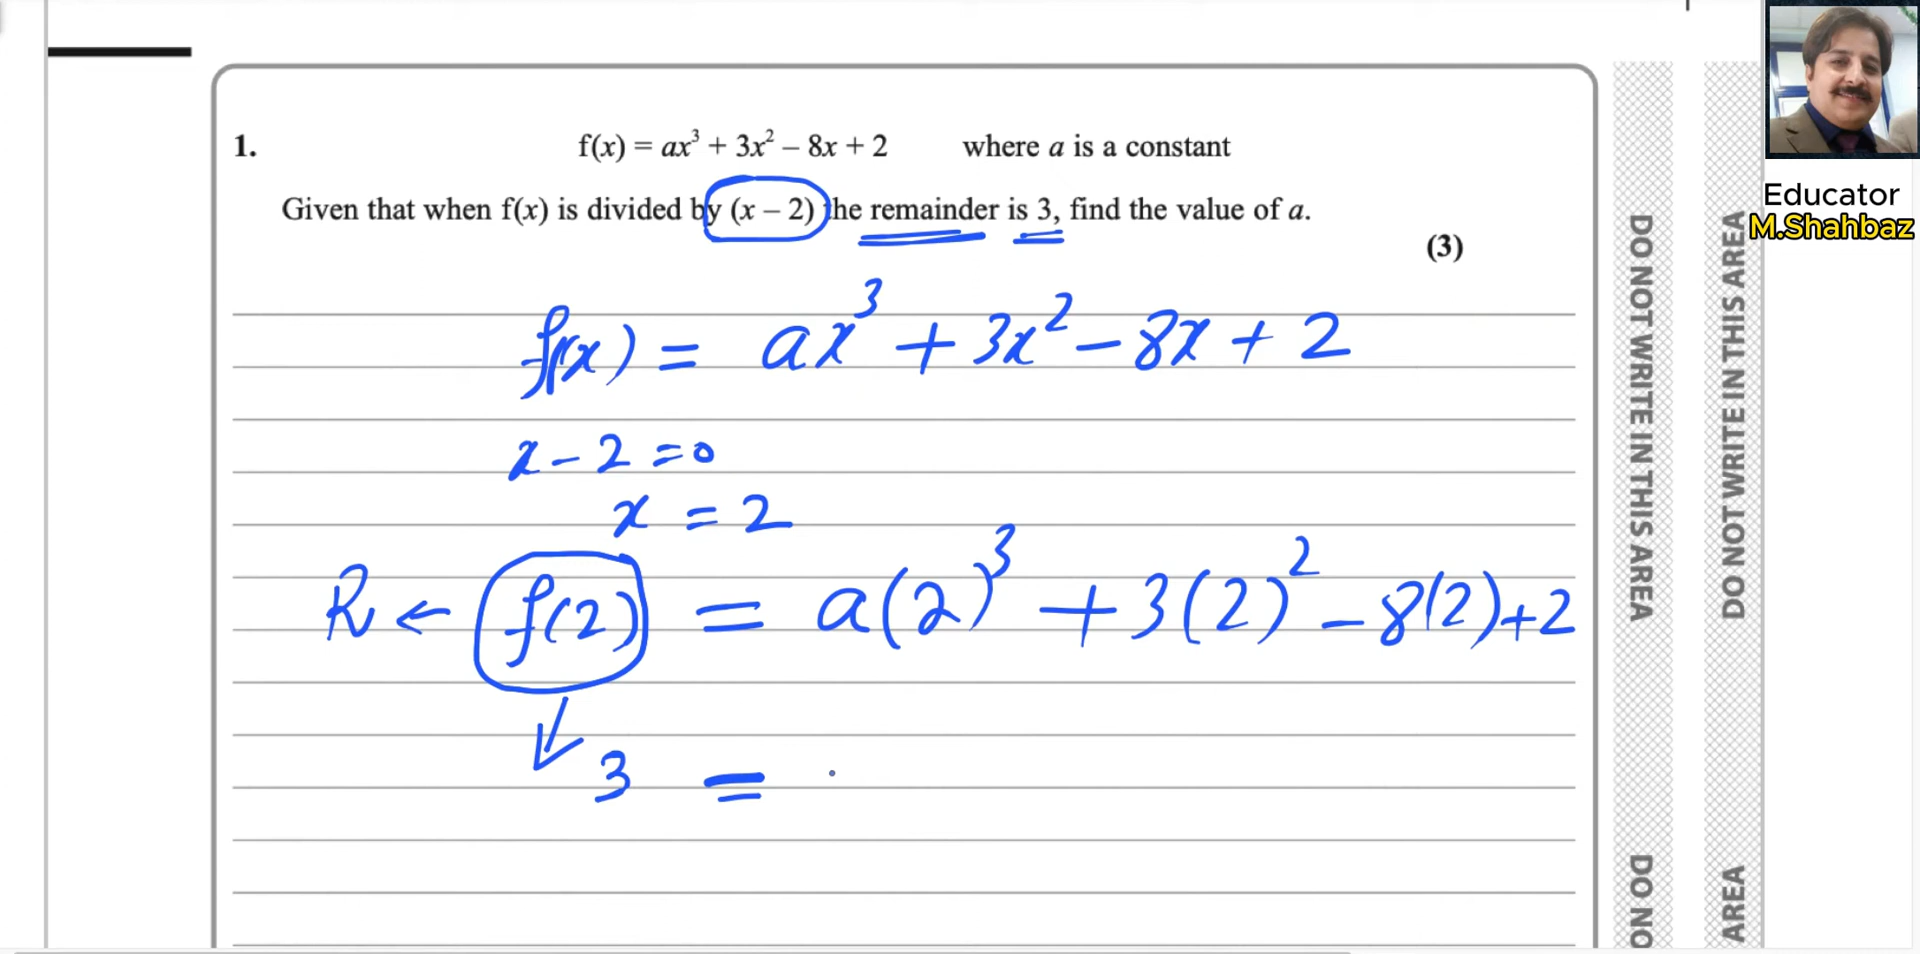 1. f(x) = ax³ + 3x² – 8x + 2 where a is a constant
Given that when f(x) is divided by (x – 2) the remainder is 3, find the value of a.
(3)
f(x) = ax³ + 3x² – 8x + 2
x – 2 = 0
x = 2
R ← f(2) = a(2)³ + 3(2)² – 8(2) + 2
3 =
Educator
M.Shahbaz
DO NOT WRITE IN THIS AREA
DO NOT WRITE IN THIS AREA
DO NO
AREA